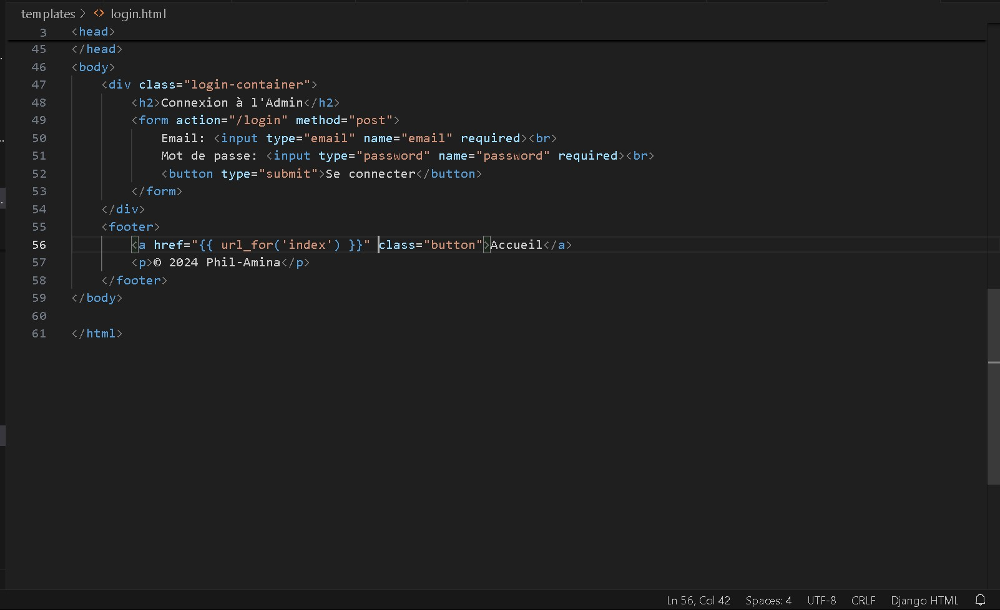 templates > <> login.html
3 <head>
45 </head>
46 <body>
47 <div class="login-container">
48 <h2>Connexion à l'Admin</h2>
49 <form action="/login" method="post">
50 Email: <input type="email" name="email" required><br>
51 Mot de passe: <input type="password" name="password" required><br>
52 <button type="submit">Se connecter</button>
53 </form>
54 </div>
55 <footer>
56 <a href="{{ url_for('index') }}" class="button">Accueil</a>
57 <p>© 2024 Phil-Amina</p>
58 </footer>
59 </body>
60
61 </html>
Ln 56, Col 42 Spaces: 4 UTF-8 CRLF Django HTML